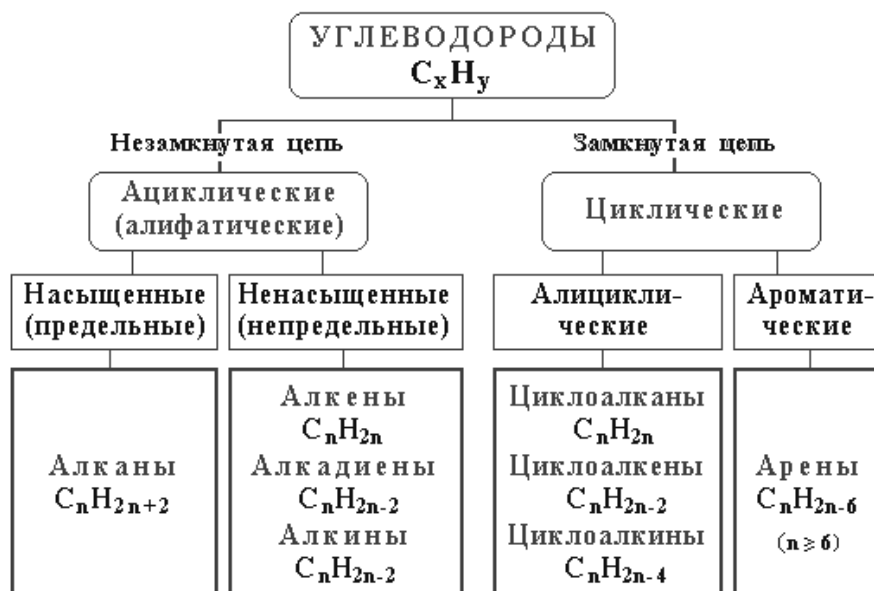 УГЛЕВОДОРОДЫ
CₓHᵧ
Незамкнутая цепь
Замкнутая цепь
Ациклические
(алифатические)
Циклические
Насыщенные
(предельные)
Ненасыщенные
(непредельные)
Алицикли-
ческие
Аромати-
ческие
Алканы
CₙH₂ₙ₊₂
Алкены
CₙH₂ₙ
Алкадиены
CₙH₂ₙ₋₂
Алкины
CₙH₂ₙ₋₂
Циклоалканы
CₙH₂ₙ
Циклоалкены
CₙH₂ₙ₋₂
Циклоалкины
CₙH₂ₙ₋₄
Арены
CₙH₂ₙ₋₆
(n ⩾ 6)